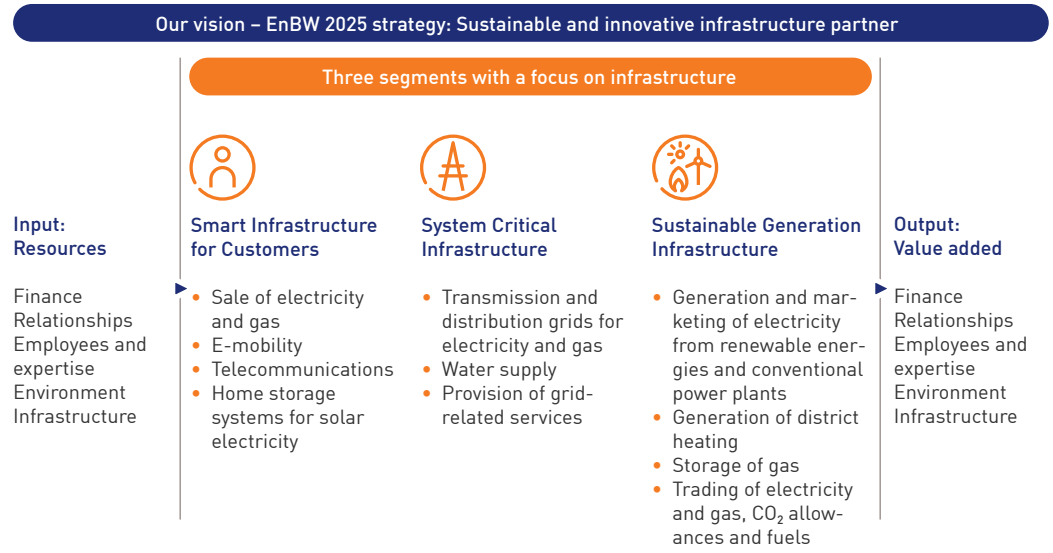 Our vision – EnBW 2025 strategy: Sustainable and innovative infrastructure partner
Three segments with a focus on infrastructure
Input:
Resources
Finance
Relationships
Employees and
expertise
Environment
Infrastructure
Smart Infrastructure
for Customers
• Sale of electricity
and gas
• E-mobility
• Telecommunications
• Home storage
systems for solar
electricity
System Critical
Infrastructure
• Transmission and
distribution grids for
electricity and gas
• Water supply
• Provision of grid-
related services
Sustainable Generation
Infrastructure
• Generation and mar-
keting of electricity
from renewable ener-
gies and conventional
power plants
• Generation of district
heating
• Storage of gas
• Trading of electricity
and gas, CO₂ allow-
ances and fuels
Output:
Value added
Finance
Relationships
Employees and
expertise
Environment
Infrastructure